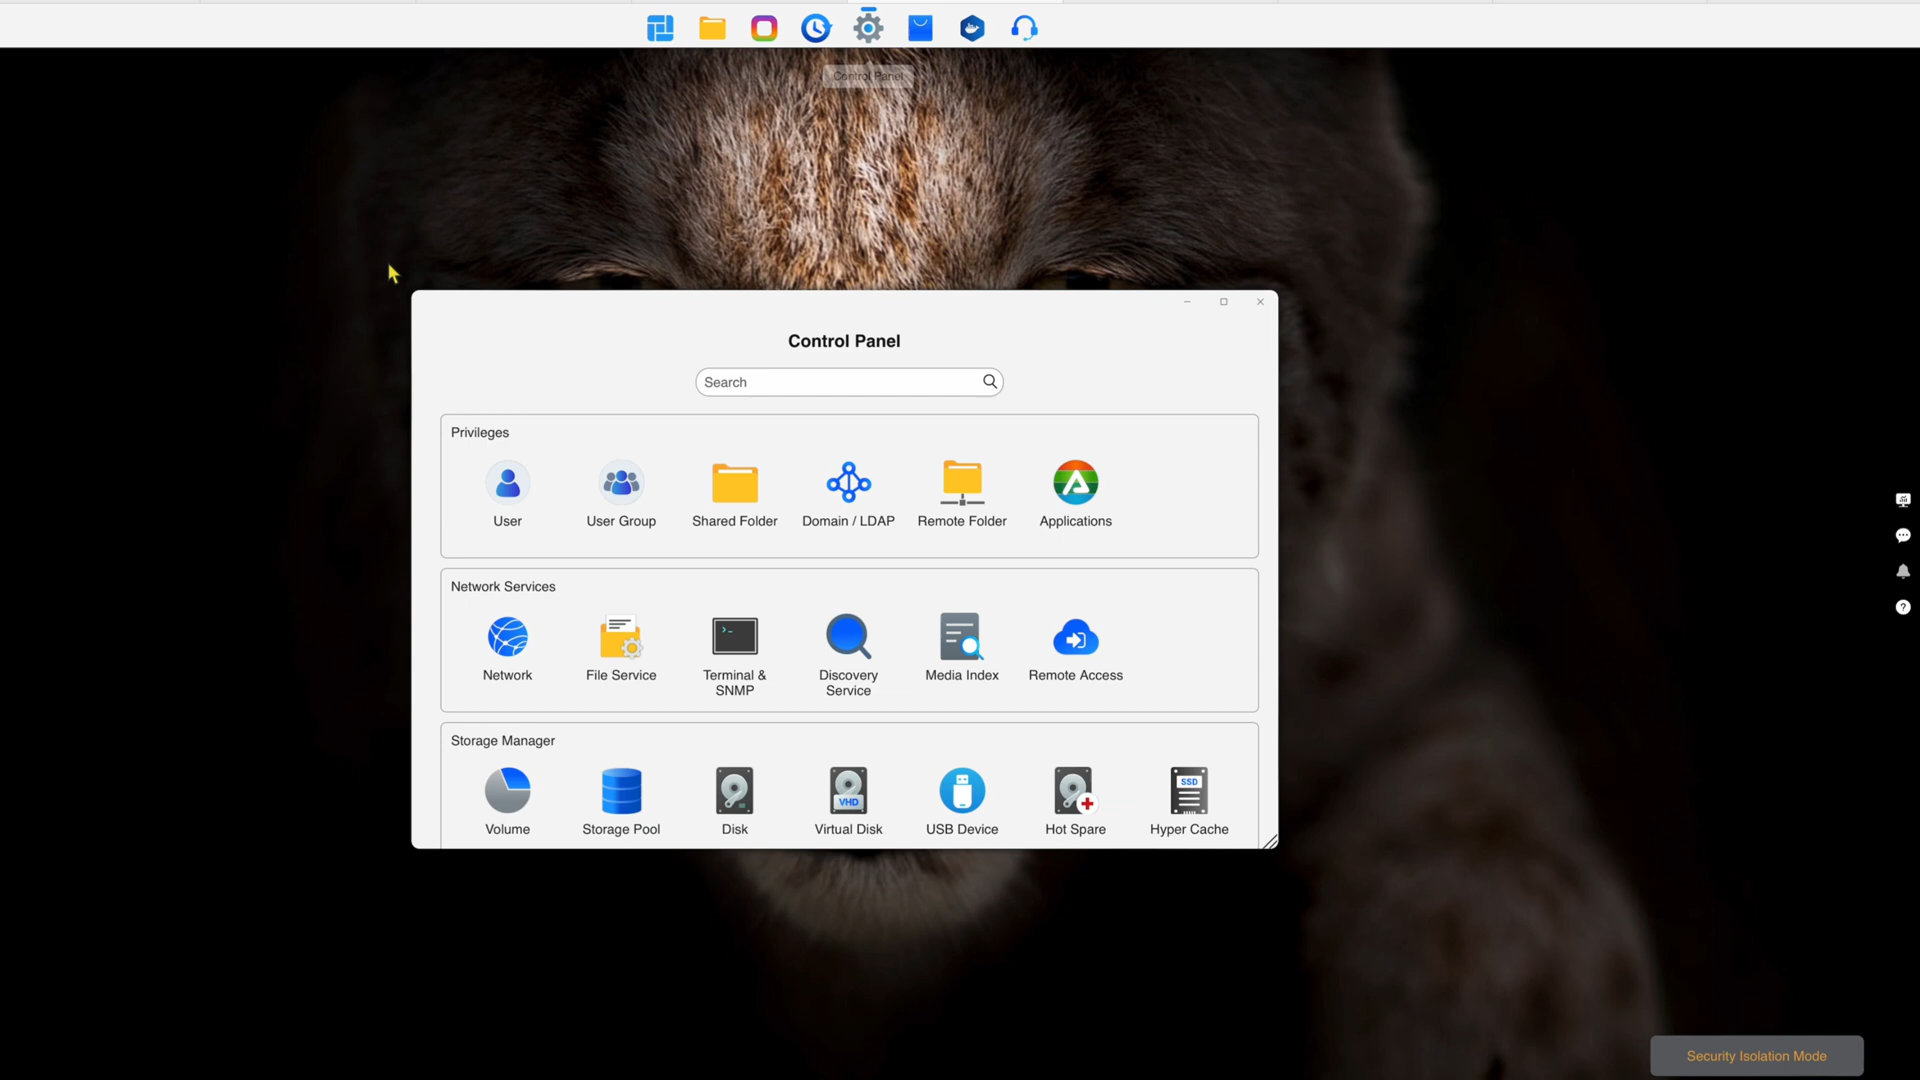 Control Panel
Control Panel
Search
Privileges
User
User Group
Shared Folder
Domain / LDAP
Remote Folder
Applications
Network Services
Network
File Service
Terminal &
SNMP
Discovery
Service
Media Index
Remote Access
Storage Manager
VHD
SSD
Volume
Storage Pool
Disk
Virtual Disk
USB Device
Hot Spare
Hyper Cache
Security Isolation Mode